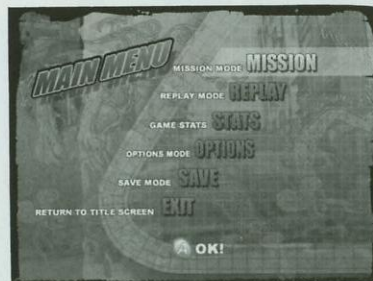 MAIN MENU
MISSION MODE MISSION
REPLAY MODE REPLAY
GAME STATS STATS
OPTIONS MODE OPTIONS
SAVE MODE SAVE
RETURN TO TITLE SCREEN EXIT
A OK!